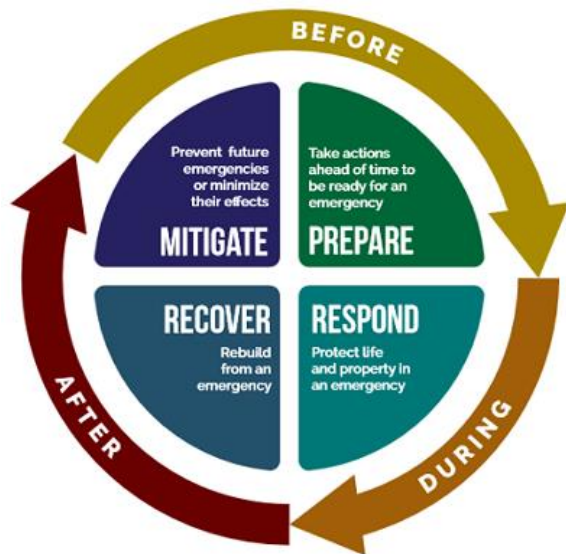 BEFORE
Prevent future
emergencies
or minimize
their effects
MITIGATE
Take actions
ahead of time to
be ready for an
emergency
PREPARE
RECOVER
Rebuild
from an
emergency
RESPOND
Protect life
and property in
an emergency
AFTER
DURING